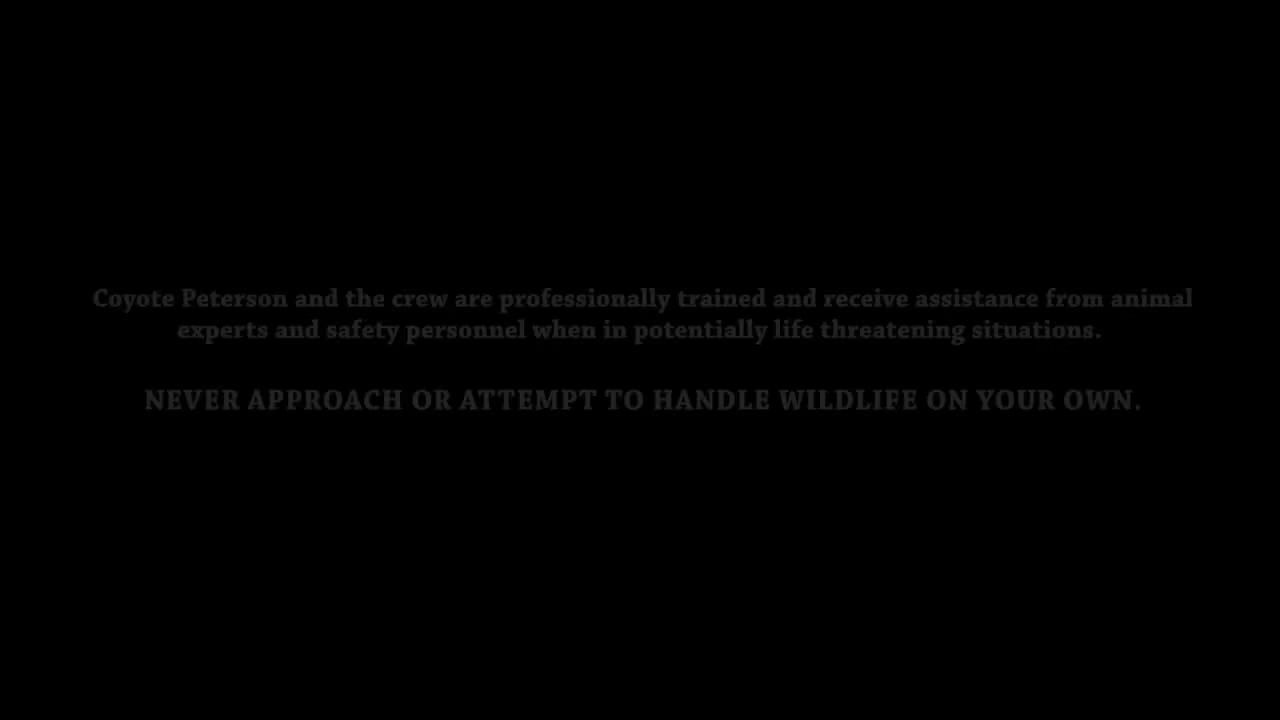 Coyote Peterson and the crew are professionally trained and receive assistance from animal
experts and safety personnel when in potentially life threatening situations.
NEVER APPROACH OR ATTEMPT TO HANDLE WILDLIFE ON YOUR OWN.